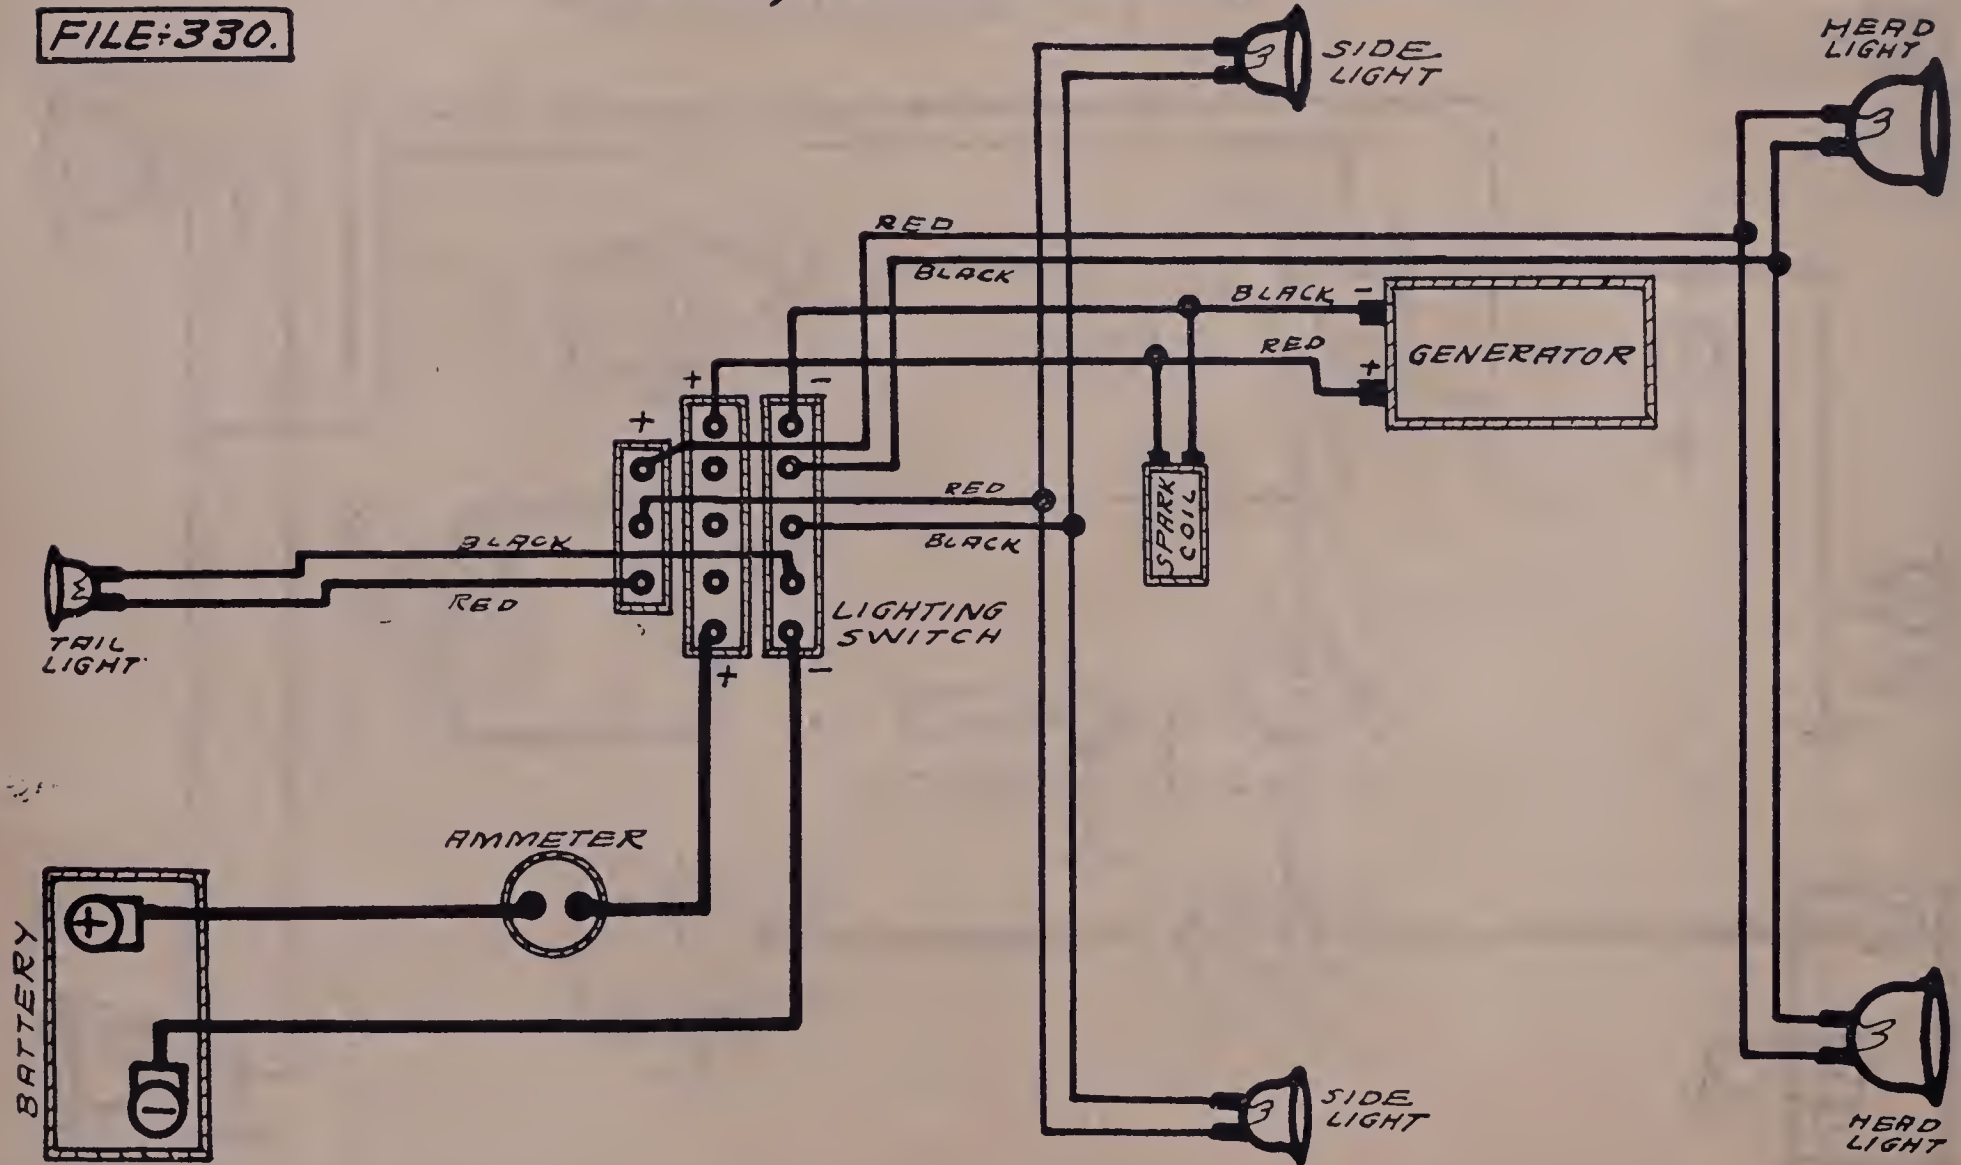 FILE:330.
SIDE
LIGHT
HEAD
LIGHT
RED
BLACK
BLACK -
RED
+
GENERATOR
+ -
+
RED
BLACK
SPARK
COIL
BLACK
RED
LIGHTING
SWITCH
TAIL
LIGHT
+ -
AMMETER
BATTERY
+
-
SIDE
LIGHT
HEAD
LIGHT